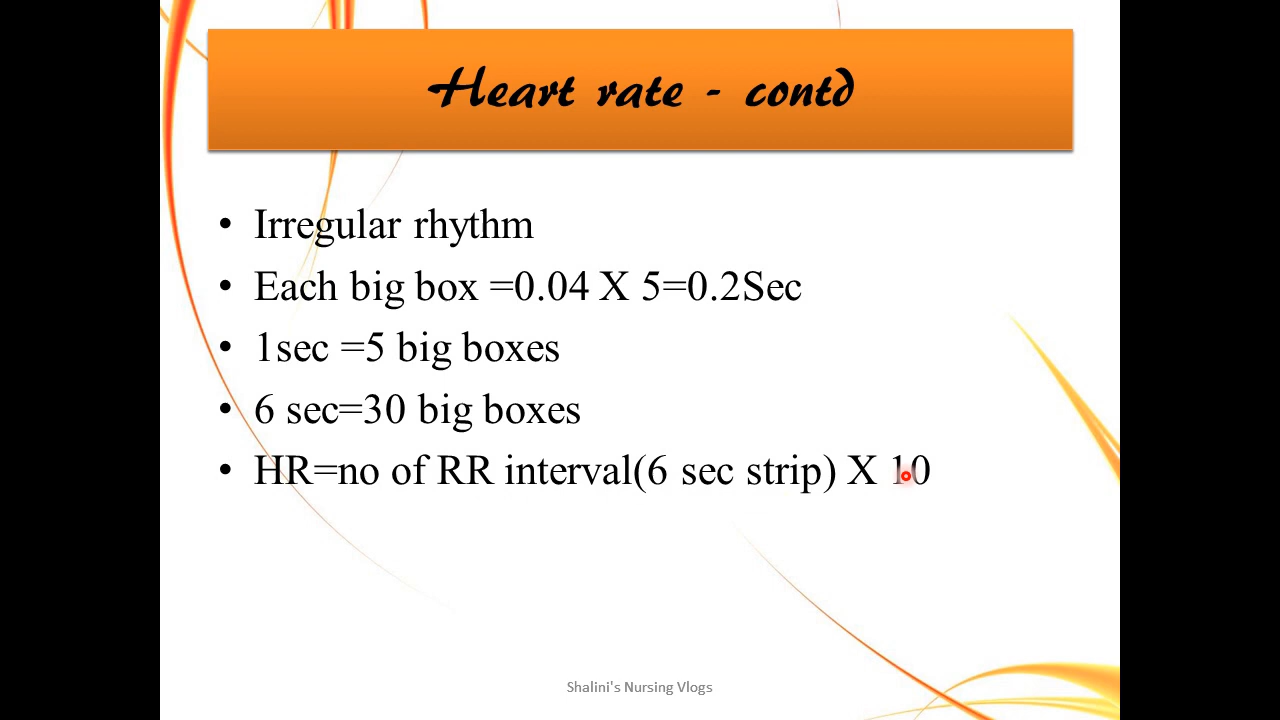 Heart rate - contd
• Irregular rhythm
• Each big box =0.04 X 5=0.2Sec
• 1sec =5 big boxes
• 6 sec=30 big boxes
• HR=no of RR interval(6 sec strip) X 10
Shalini's Nursing Vlogs